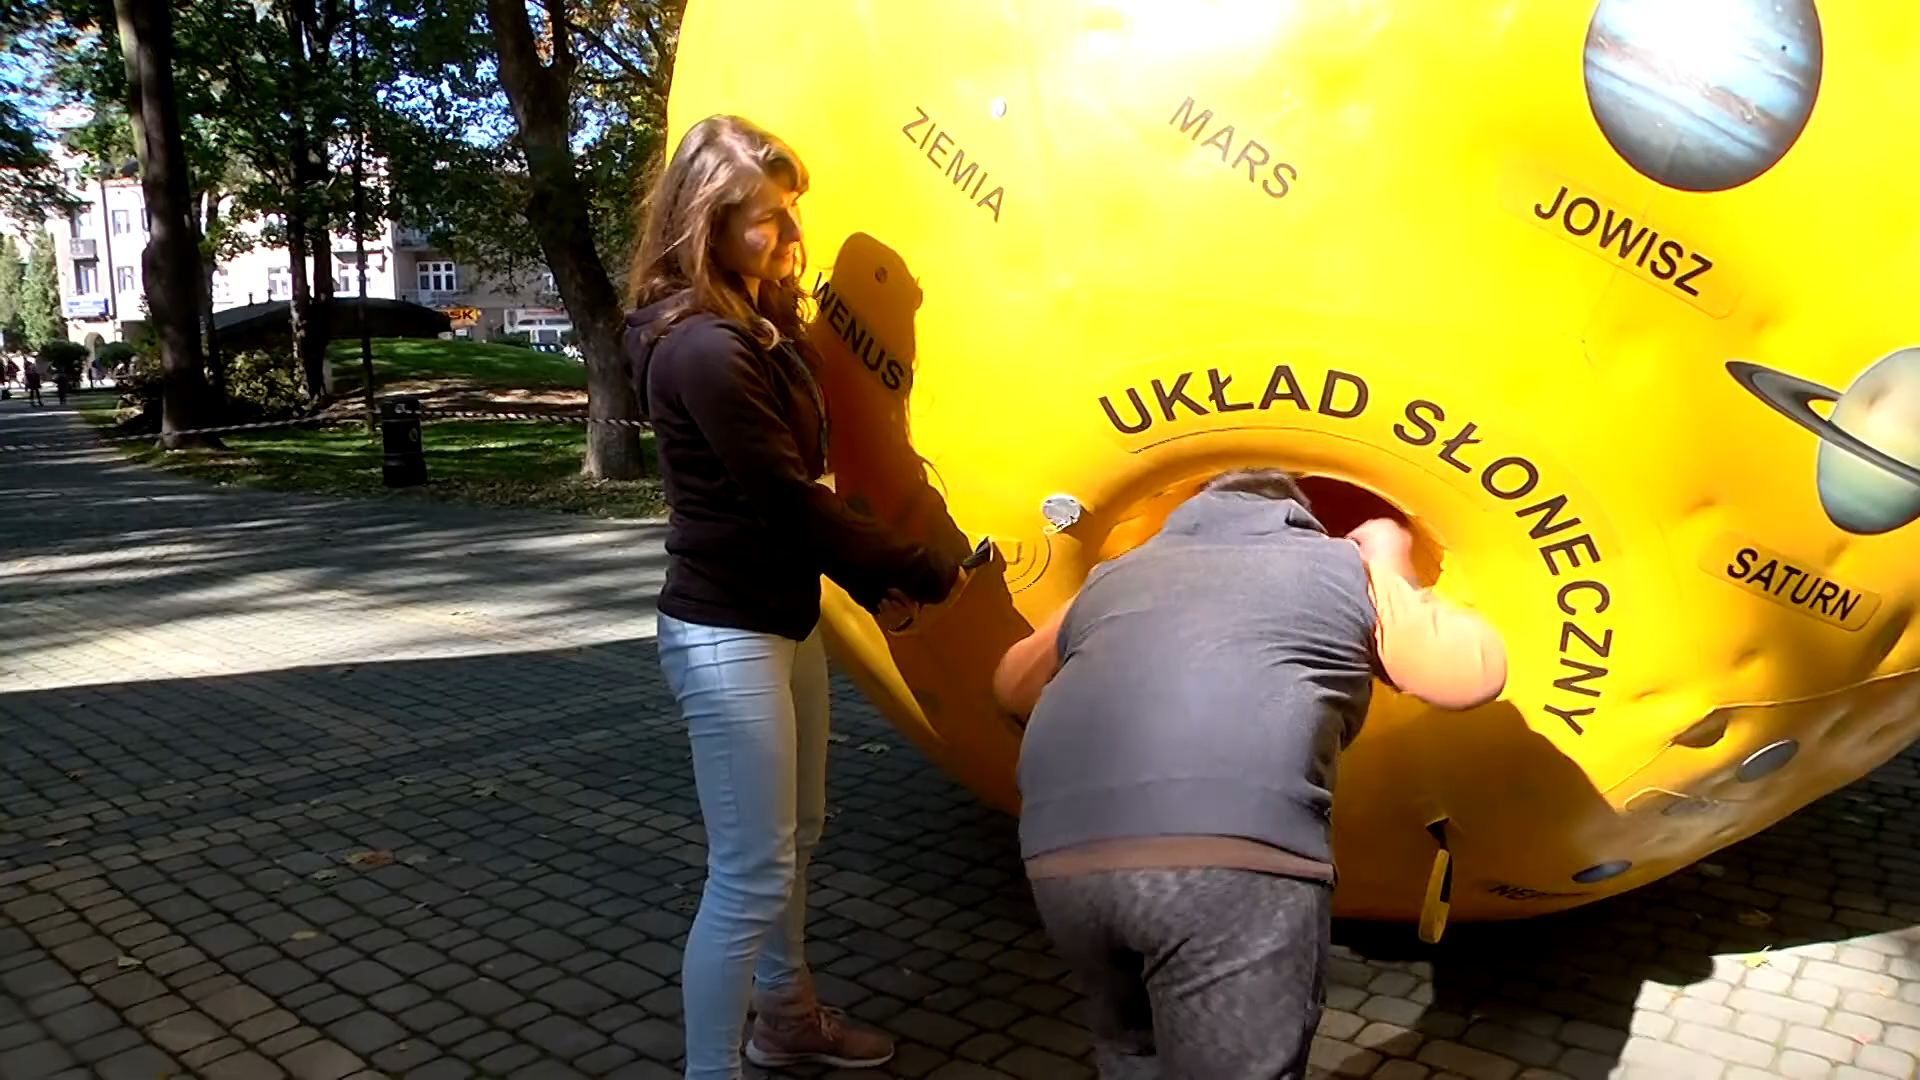 ZIEMIA
MARS
JOWISZ
WENUS
UKŁAD SŁONECZNY
SATURN